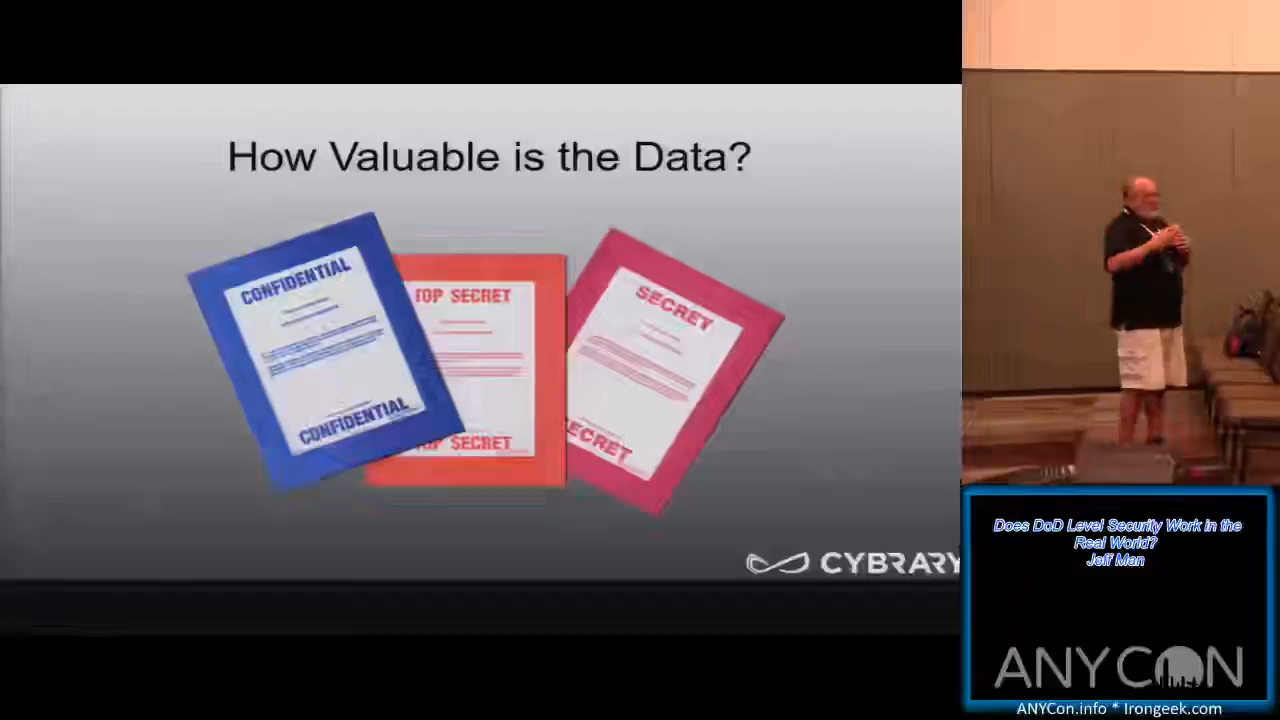 How Valuable is the Data?
CONFIDENTIAL
CONFIDENTIAL
TOP SECRET
TOP SECRET
SECRET
SECRET
CYBRARY
Does DoD Level Security Work in the
Real World?
Jeff Man
ANYCON
ANYCon.info * Irongeek.com